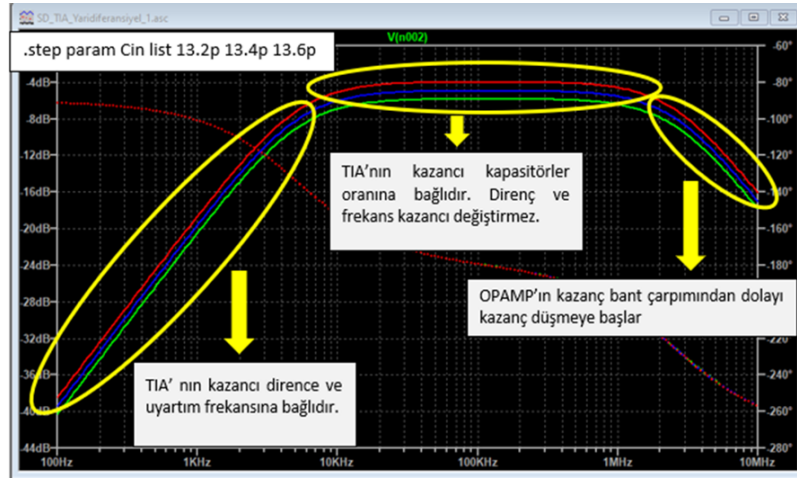 SD_TIA_Yaridiferansiyel_1.asc
V(n002)
.step param Cin list 13.2p 13.4p 13.6p
-60°
-4dB
-80°
-8dB
-100°
-12dB
-120°
-16dB
-140°
-20dB
-160°
-24dB
-180°
-28dB
-200°
-32dB
-220°
-36dB
-240°
-40dB
-260°
-44dB
-280°
TIA’nın kazancı kapasitörler
oranına bağlıdır. Direnç ve
frekans kazancı değiştirmez.
OPAMP’ın kazanç bant çarpımından dolayı
kazanç düşmeye başlar
TIA’ nın kazancı dirence ve
uyartım frekansına bağlıdır.
100Hz
1KHz
10KHz
100KHz
1MHz
10MHz